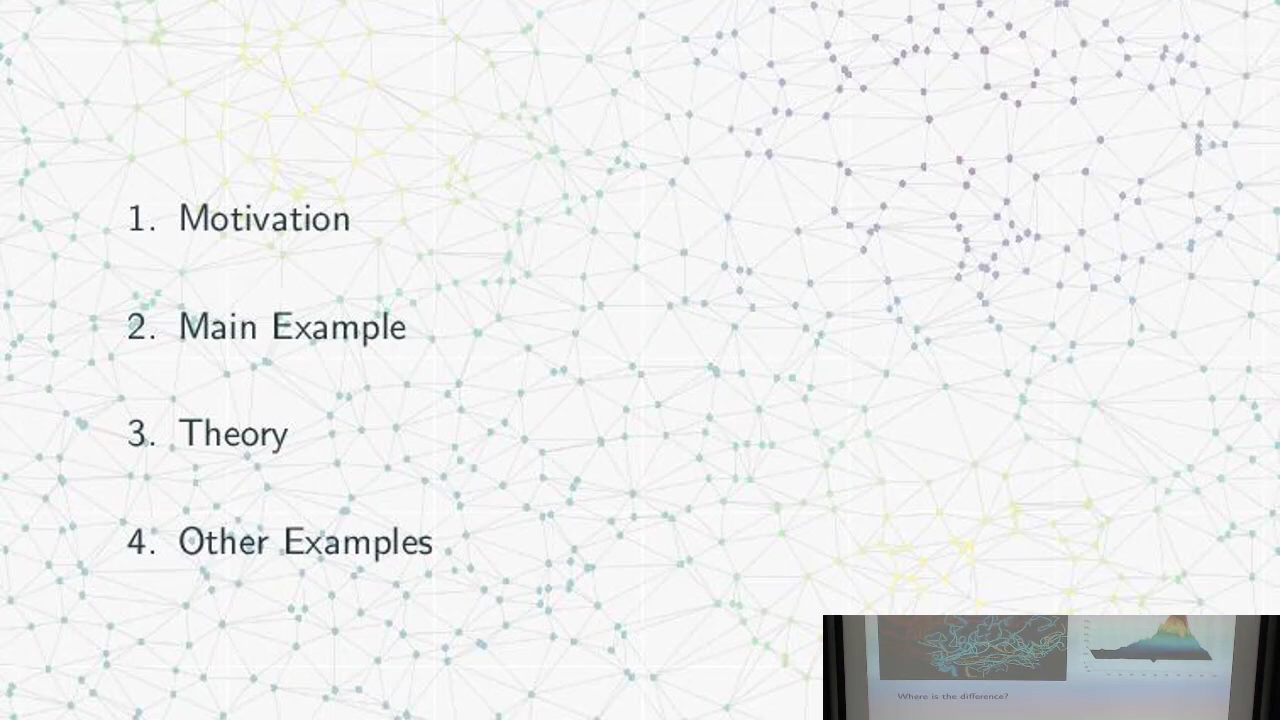 1. Motivation
2. Main Example
3. Theory
4. Other Examples
Where is the difference?